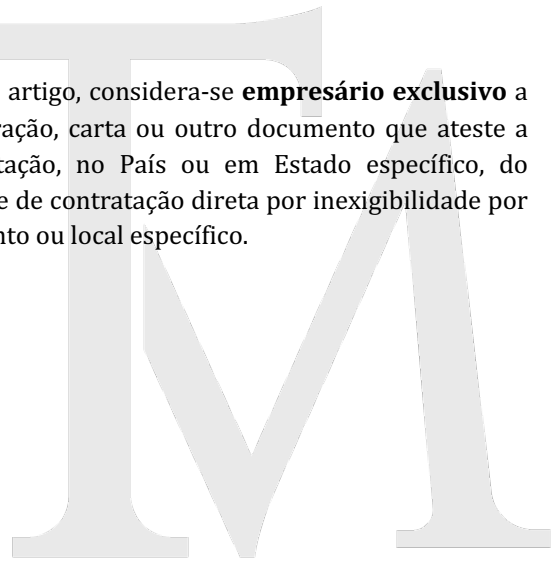 artigo, considera-se empresário exclusivo a
ração, carta ou outro documento que ateste a
tação, no País ou em Estado específico, do
e de contratação direta por inexigibilidade por
nto ou local específico.
TM